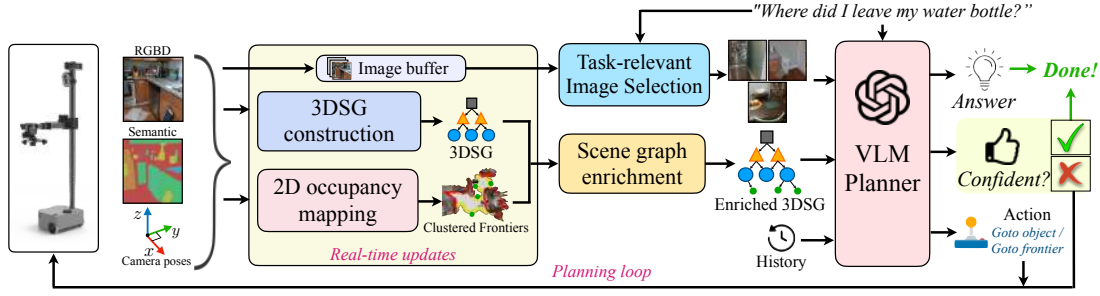 "Where did I leave my water bottle?"
RGBD
Semantic
z
y
x
Camera poses
Image buffer
3DSG
construction
3DSG
2D occupancy
mapping
Clustered Frontiers
Real-time updates
Task-relevant
Image Selection
Scene graph
enrichment
Enriched 3DSG
History
VLM
Planner
Answer
Done!
Confident?
Action
Goto object /
Goto frontier
Planning loop